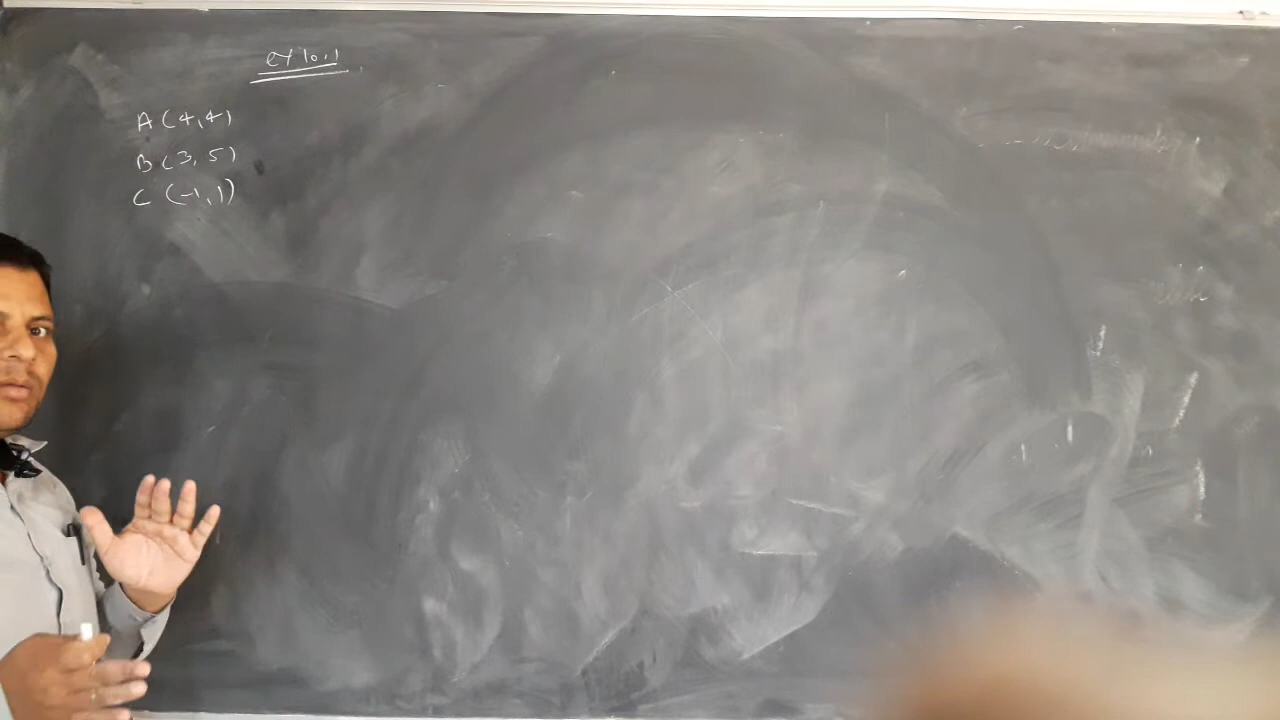 ex 10.1
A (4,4)
B (3, 5)
C (-1, 1)